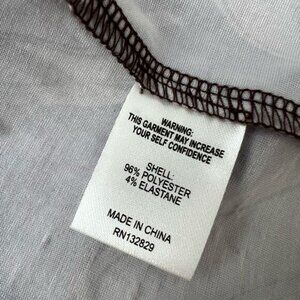 WARNING:
THIS GARMENT MAY INCREASE
YOUR SELF CONFIDENCE
SHELL:
96% POLYESTER
4% ELASTANE
MADE IN CHINA
RN132829